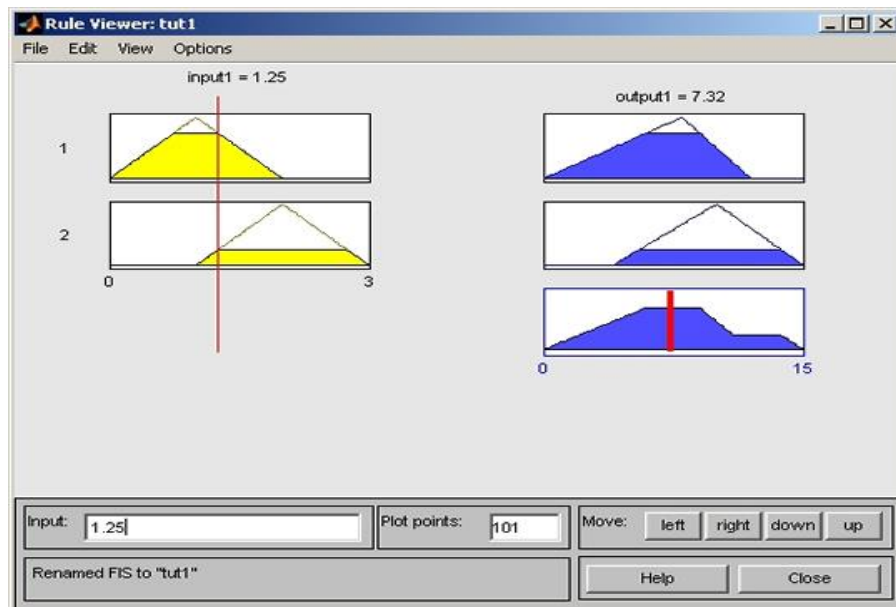 Rule Viewer: tut1
File Edit View Options
input1 = 1.25
output1 = 7.32
1
2
0 3
0 15
Input: 1.25
Plot points: 101
Move: left right down up
Renamed FIS to "tut1"
Help Close